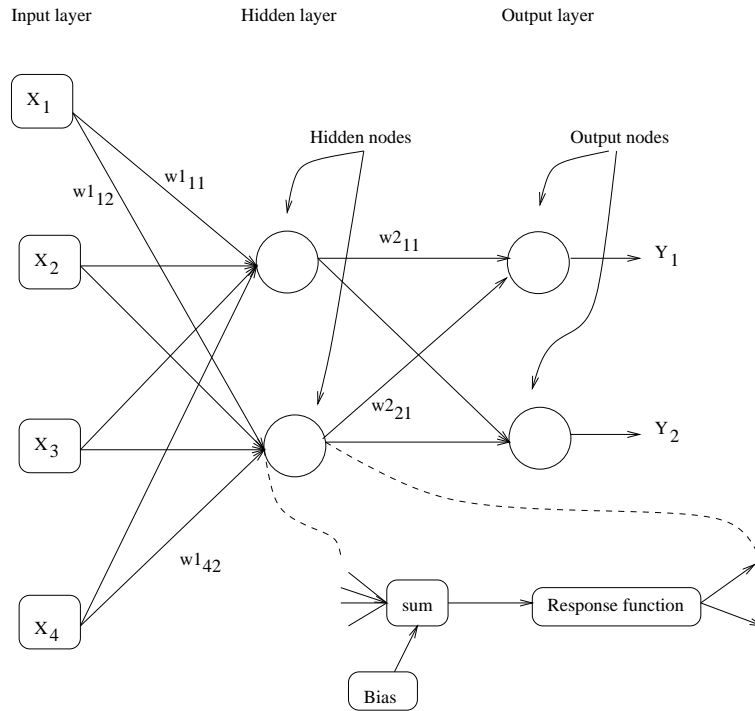 Input layer
Hidden layer
Output layer
X1
Hidden nodes
Output nodes
w1 11
w1 12
X2
w2 11
Y1
X3
w2 21
Y2
w1 42
X4
sum
Response function
Bias